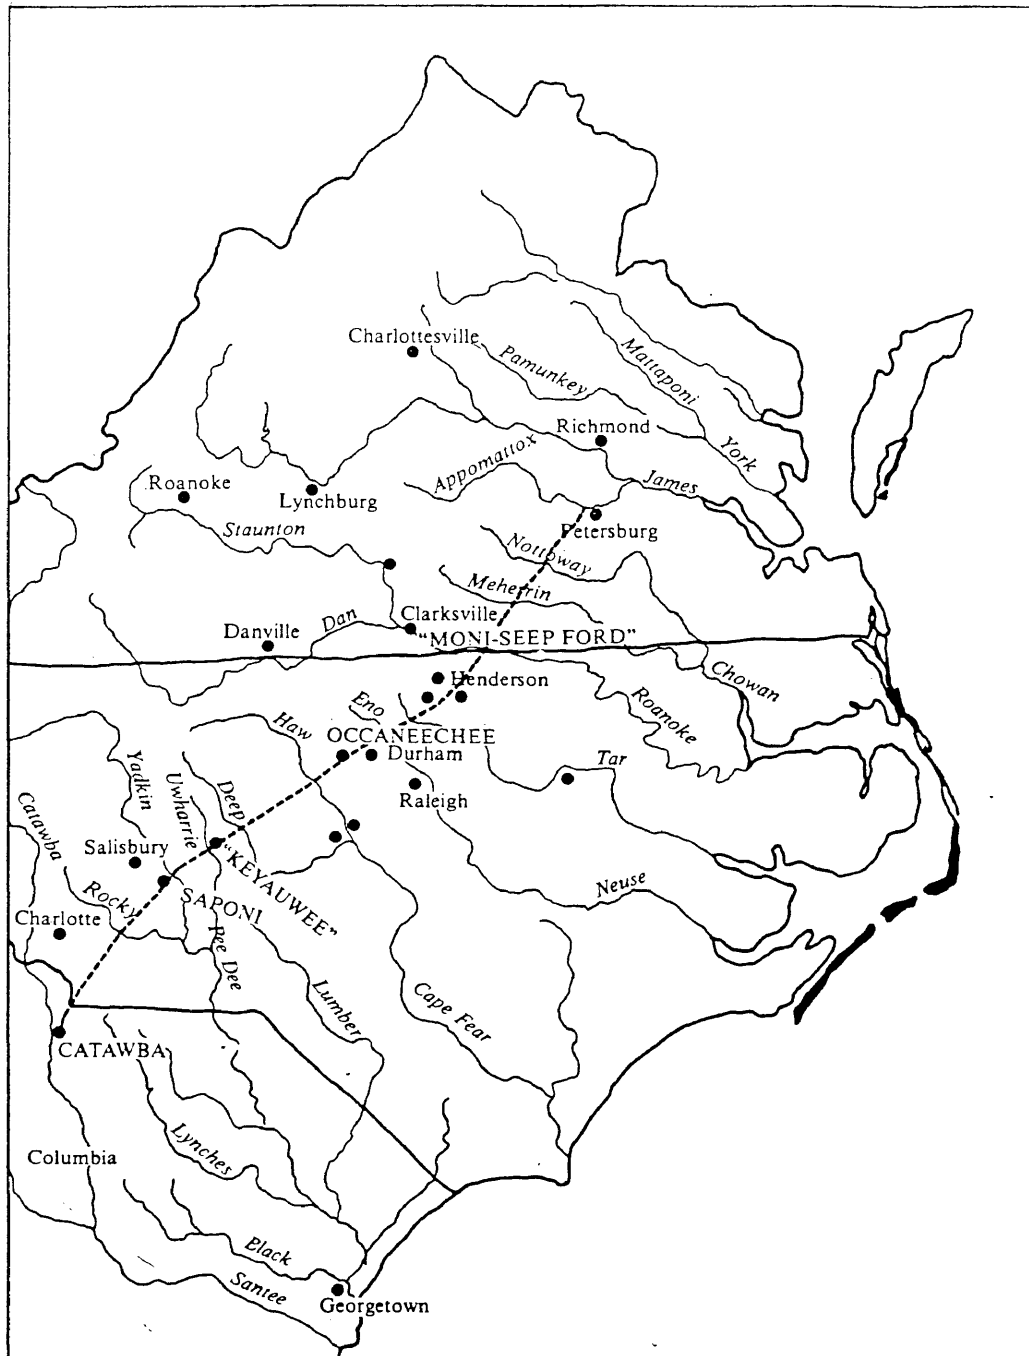 Charlottesville
Pamunkey
Mattaponi
Richmond
York
Appomattox
James
Roanoke
Lynchburg
Petersburg
Staunton
Nottoway
Meherrin
Clarksville
Danville
Dan
"MONI-SEEP FORD"
Chowan
Henderson
Roanoke
Eno
Haw
OCCANEECHEE
Durham
Tar
Yadkin
Uwharrie
Deep
Raleigh
Catawba
Salisbury
"KEYAUWEE"
Rocky
SAPONI
Neuse
Charlotte
Pee Dee
Lumber
Cape Fear
CATAWBA
Lynches
Columbia
Black
Santee
Georgetown